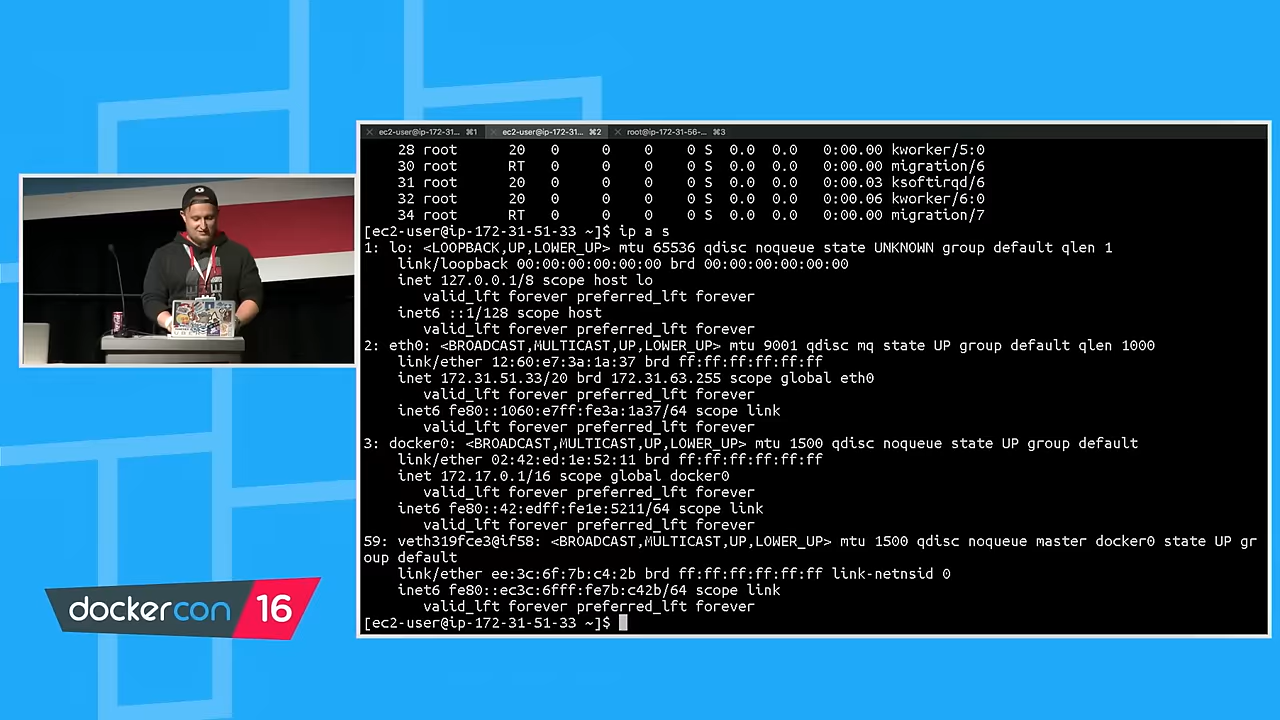 ec2-user@ip-172-31... ⌘1 ec2-user@ip-172-31... ⌘2 root@ip-172-31-56-... ⌘3
28 root 20 0 0 0 0 S 0.0 0.0 0:00.00 kworker/5:0
30 root RT 0 0 0 0 S 0.0 0.0 0:00.00 migration/6
31 root 20 0 0 0 0 S 0.0 0.0 0:00.03 ksoftirqd/6
32 root 20 0 0 0 0 S 0.0 0.0 0:00.06 kworker/6:0
34 root RT 0 0 0 0 S 0.0 0.0 0:00.00 migration/7
[ec2-user@ip-172-31-51-33 ~]$ ip a s
1: lo: <LOOPBACK,UP,LOWER_UP> mtu 65536 qdisc noqueue state UNKNOWN group default qlen 1
link/loopback 00:00:00:00:00:00 brd 00:00:00:00:00:00
inet 127.0.0.1/8 scope host lo
valid_lft forever preferred_lft forever
inet6 ::1/128 scope host
valid_lft forever preferred_lft forever
2: eth0: <BROADCAST,MULTICAST,UP,LOWER_UP> mtu 9001 qdisc mq state UP group default qlen 1000
link/ether 12:60:e7:3a:1a:37 brd ff:ff:ff:ff:ff:ff
inet 172.31.51.33/20 brd 172.31.63.255 scope global eth0
valid_lft forever preferred_lft forever
inet6 fe80::1060:e7ff:fe3a:1a37/64 scope link
valid_lft forever preferred_lft forever
3: docker0: <BROADCAST,MULTICAST,UP,LOWER_UP> mtu 1500 qdisc noqueue state UP group default
link/ether 02:42:ed:1e:52:11 brd ff:ff:ff:ff:ff:ff
inet 172.17.0.1/16 scope global docker0
valid_lft forever preferred_lft forever
inet6 fe80::42:edff:fe1e:5211/64 scope link
valid_lft forever preferred_lft forever
59: veth319fce3@if58: <BROADCAST,MULTICAST,UP,LOWER_UP> mtu 1500 qdisc noqueue master docker0 state UP gr
oup default
link/ether ee:3c:6f:7b:c4:2b brd ff:ff:ff:ff:ff:ff link-netnsid 0
inet6 fe80::ec3c:6fff:fe7b:c42b/64 scope link
valid_lft forever preferred_lft forever
[ec2-user@ip-172-31-51-33 ~]$
dockercon 16